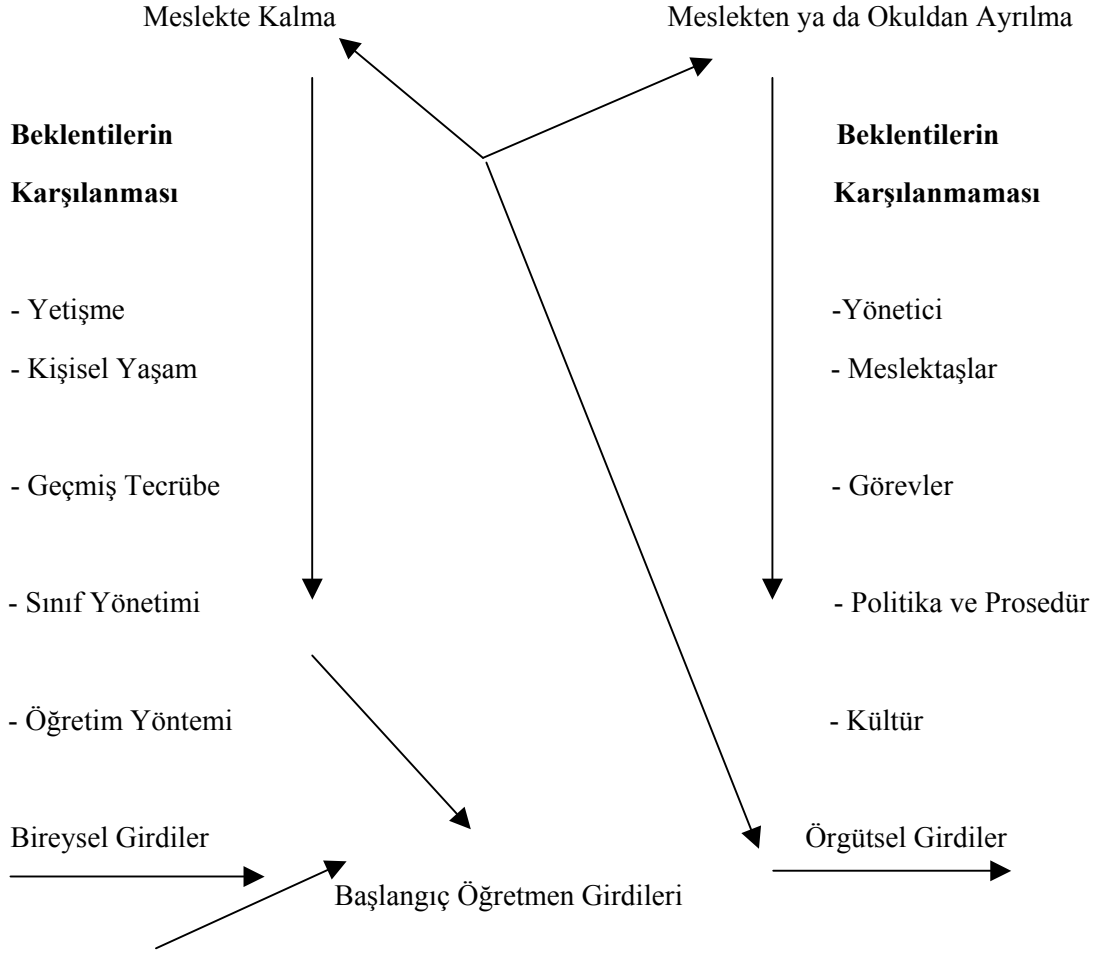 Meslekte Kalma
Meslekten ya da Okuldan Ayrılma
Beklentilerin
Karşılanması
Beklentilerin
Karşılanmaması
- Yetişme
- Kişisel Yaşam
- Geçmiş Tecrübe
- Sınıf Yönetimi
- Öğretim Yöntemi
-Yönetici
- Meslektaşlar
- Görevler
- Politika ve Prosedür
- Kültür
Bireysel Girdiler
Örgütsel Girdiler
Başlangıç Öğretmen Girdileri